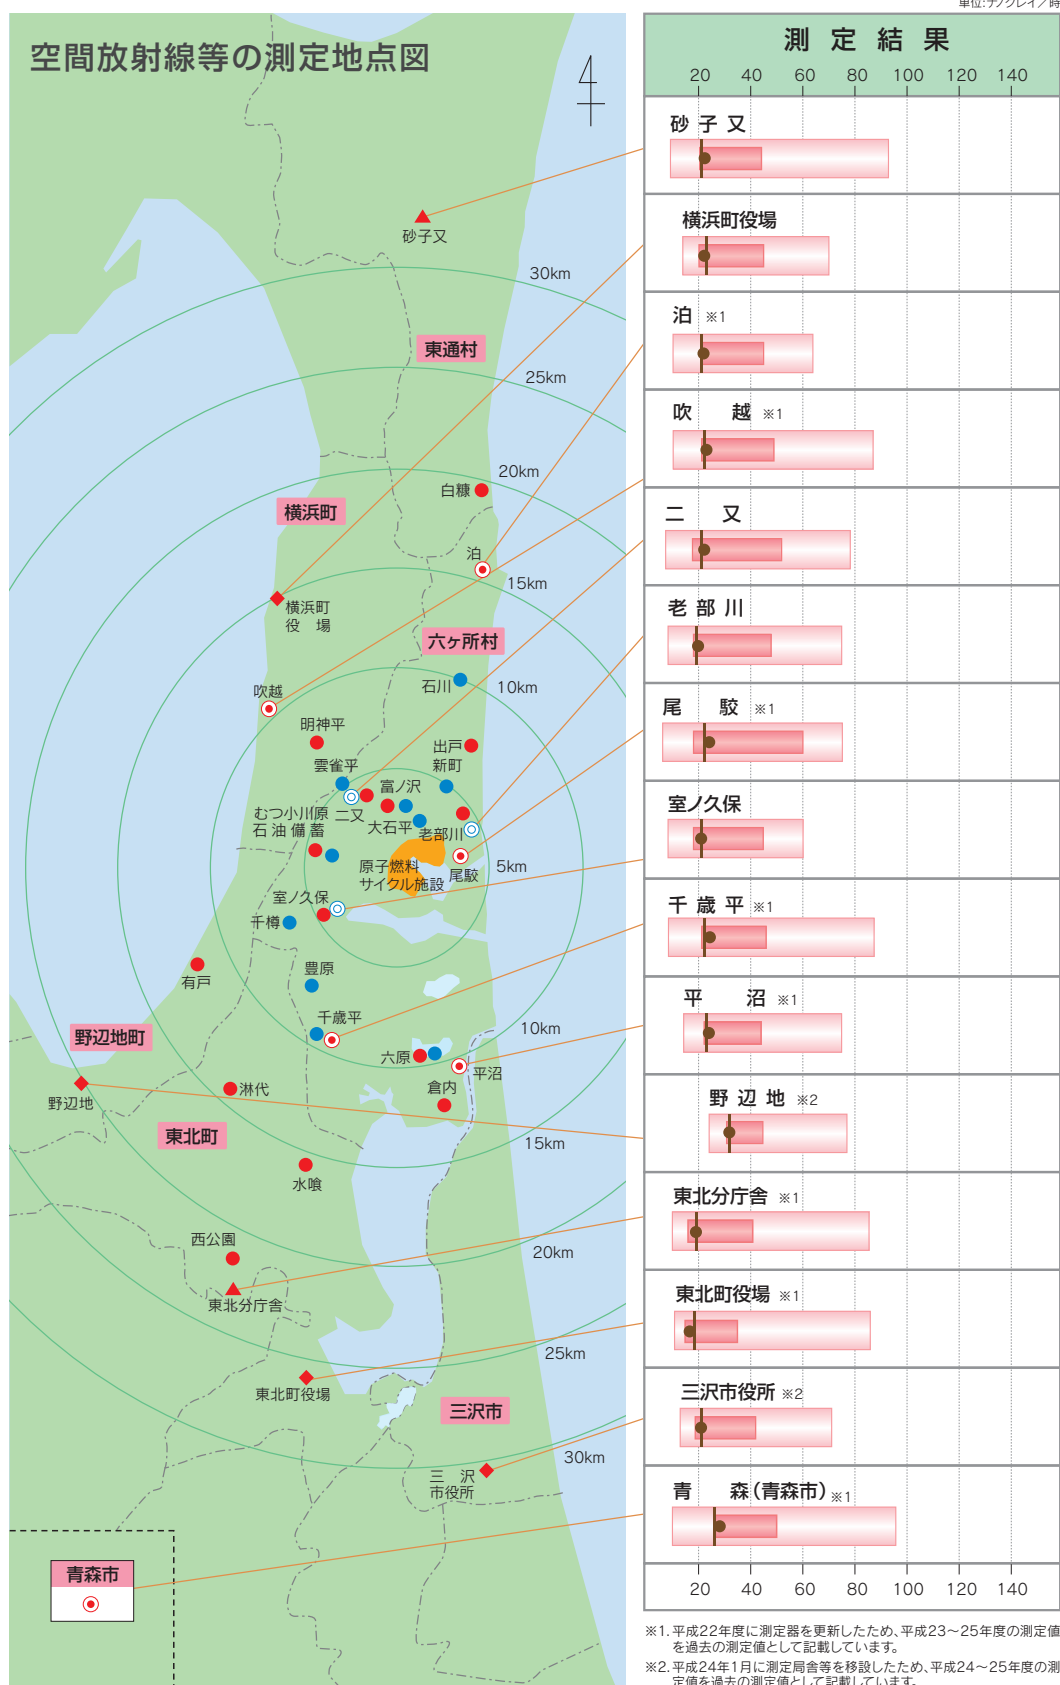 単位:ナノグレイ／時
空間放射線等の測定地点図
測定結果
20 40 60 80 100 120 140
砂子又
横浜町役場
泊 ※1
吹越 ※1
二又
老部川
尾駮 ※1
室ノ久保
千歳平 ※1
平沼 ※1
野辺地 ※2
東北分庁舎 ※1
東北町役場 ※1
三沢市役所 ※2
青森(青森市) ※1
20 40 60 80 100 120 140
※1. 平成22年度に測定器を更新したため、平成23～25年度の測定値
を過去の測定値として記載しています。
※2. 平成24年1月に測定局舎等を移設したため、平成24～25年度の測
定値を過去の測定値として記載しています。
砂子又
30km
東通村
25km
20km
白糠
横浜町
泊
15km
横浜町
役場
六ヶ所村
石川
10km
吹越
明神平
出戸
新町
雲雀平
富ノ沢
むつ小川原
石油備蓄
二又
大石平
老部川
原子燃料
サイクル施設
尾駮
5km
室ノ久保
千樽
有戸
豊原
千歳平
10km
野辺地町
六原
平沼
野辺地
淋代
倉内
東北町
15km
水喰
西公園
20km
東北分庁舎
25km
東北町役場
三沢市
30km
三沢
市役所
青森市